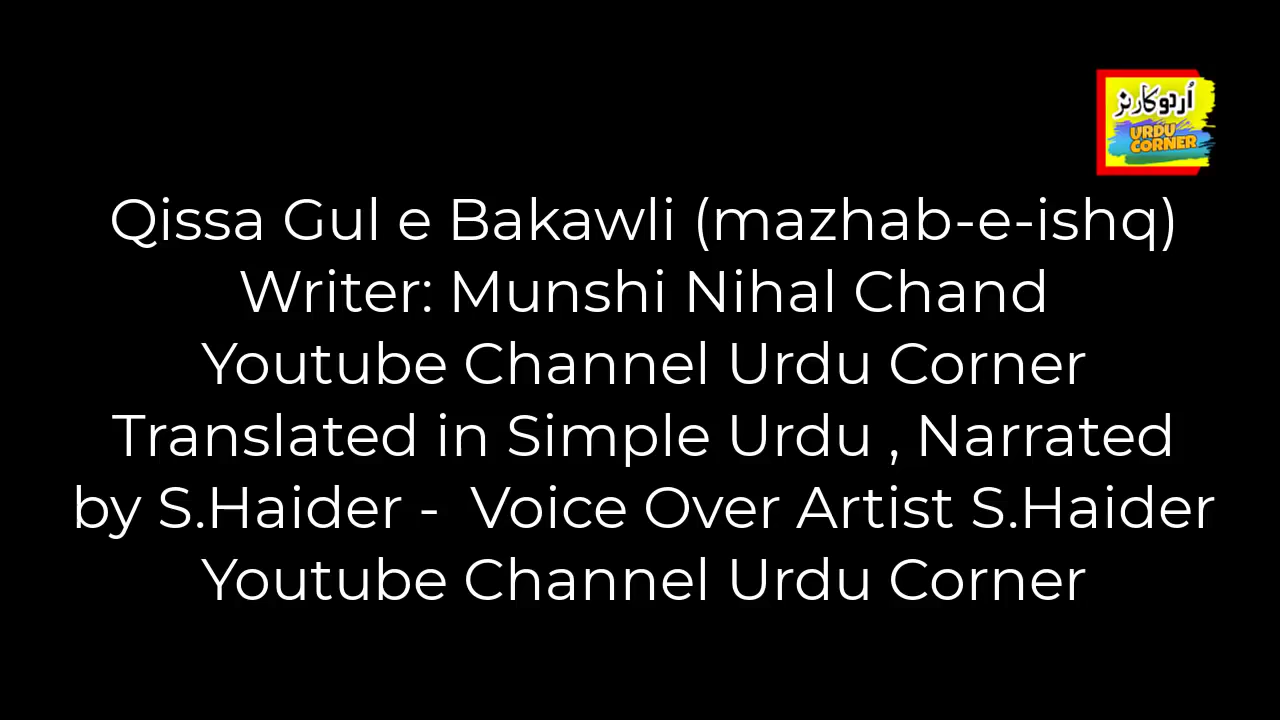 اُردو کارنر
URDU
CORNER
Qissa Gul e Bakawli (mazhab-e-ishq)
Writer: Munshi Nihal Chand
Youtube Channel Urdu Corner
Translated in Simple Urdu , Narrated
by S.Haider -  Voice Over Artist S.Haider
Youtube Channel Urdu Corner